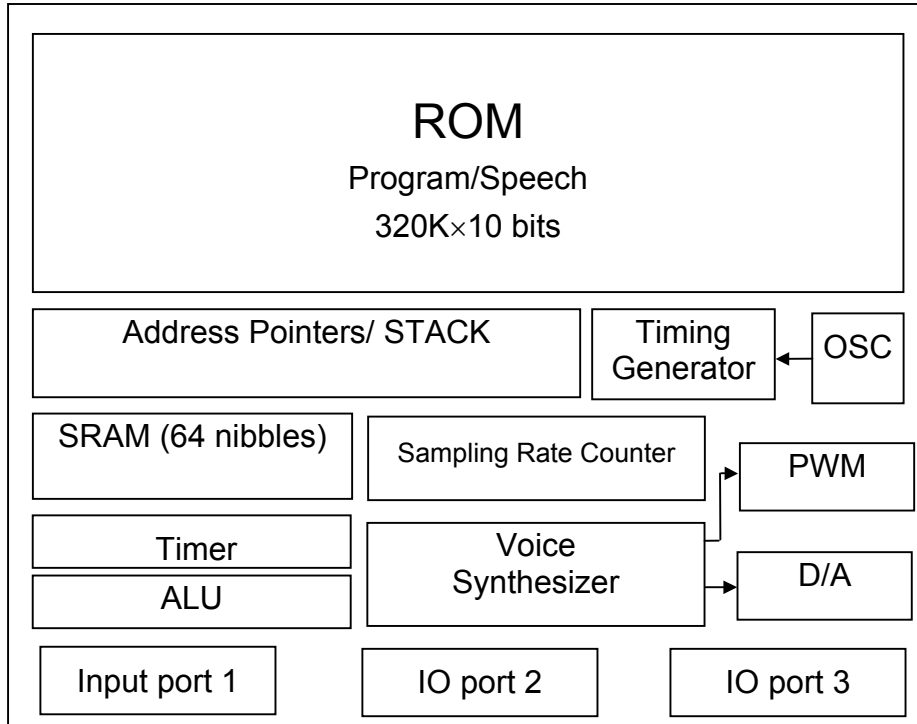 ROM
Program/Speech
320K×10 bits
Address Pointers/ STACK
Timing
Generator
OSC
SRAM (64 nibbles)
Sampling Rate Counter
PWM
Timer
Voice
Synthesizer
D/A
ALU
Input port 1
IO port 2
IO port 3